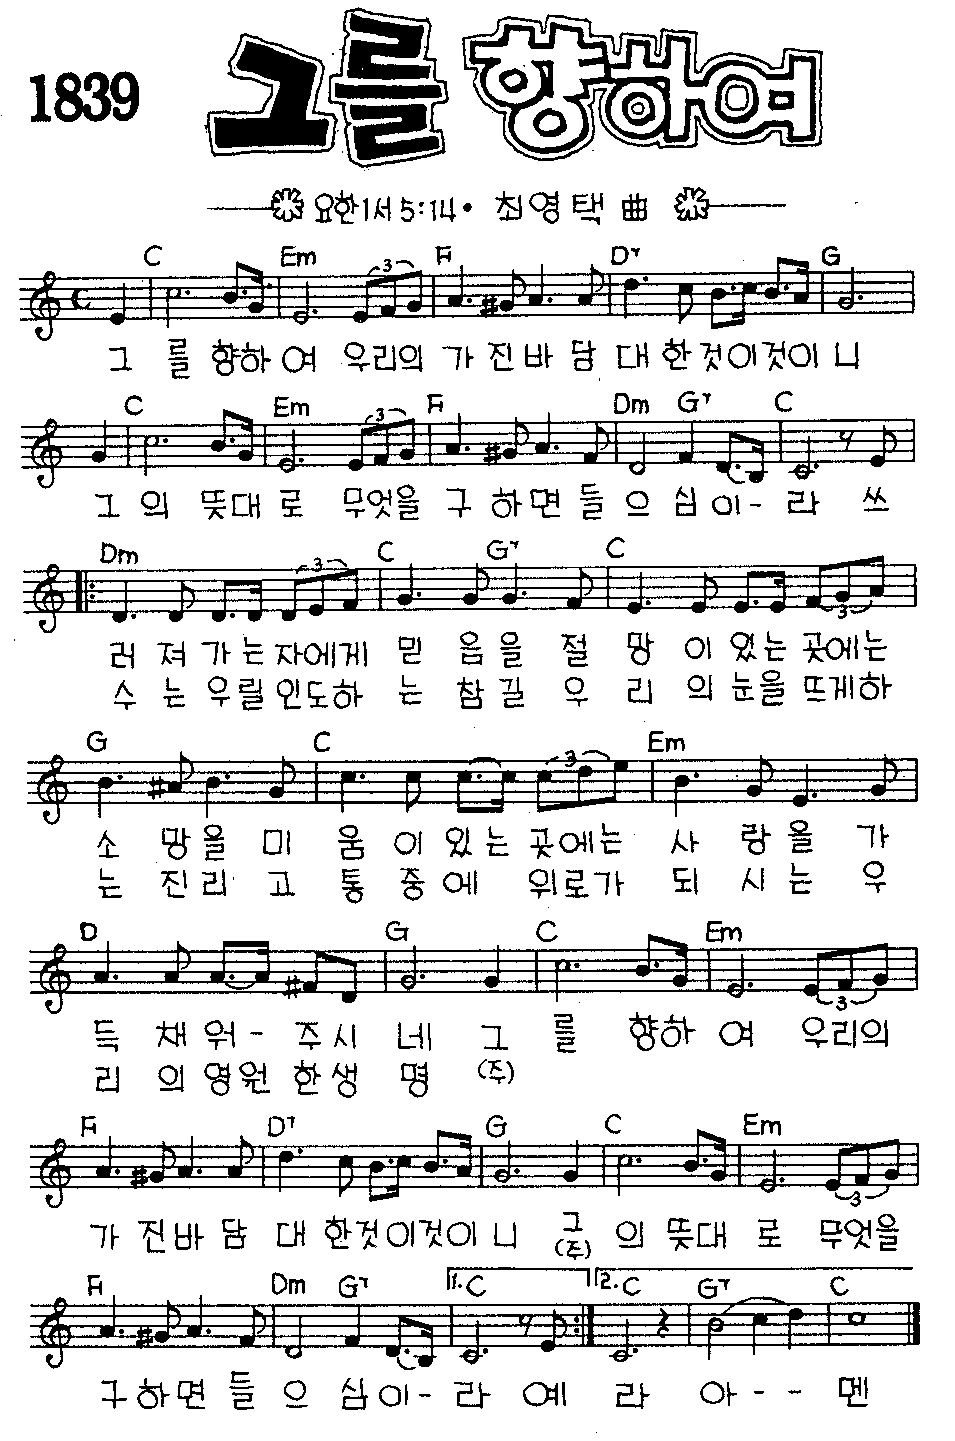 1839 그를 향하여
요한1서 5:14 • 최영택 曲
C Em F D7 G
3
그 를 향하 여 우리의 가 진바 담 대 한것이것이 니
C Em F Dm G7 C
3
그 의 뜻대 로 무엇을 구 하면 들 으 십 이- 라 쓰
Dm C G7 C
3 3
러 져 가 는 자에게 믿 음 을 절 망 이 있는 곳에는
수 는 우릴 인도하 는 참 길 우 리 의 눈을 뜨게하
G C Em
3
소 망을 미 움 이 있 는 곳에는 사 랑 을 가
는 진 리 고 통 중 에 위로가 되 시 는 우
D G C Em
3
득 채 워 - 주 시 네 그 를 향하 여 우리의
리 의 영원 한 생 명 (주)
F D7 G C Em
3
가 진바 담 대 한것이것이 니 그 의 뜻대 로 무엇을
(주)
F Dm G7 1. C 2. C G7 C
구하면 들 으 십 이- 라 예 라 아 - - 멘